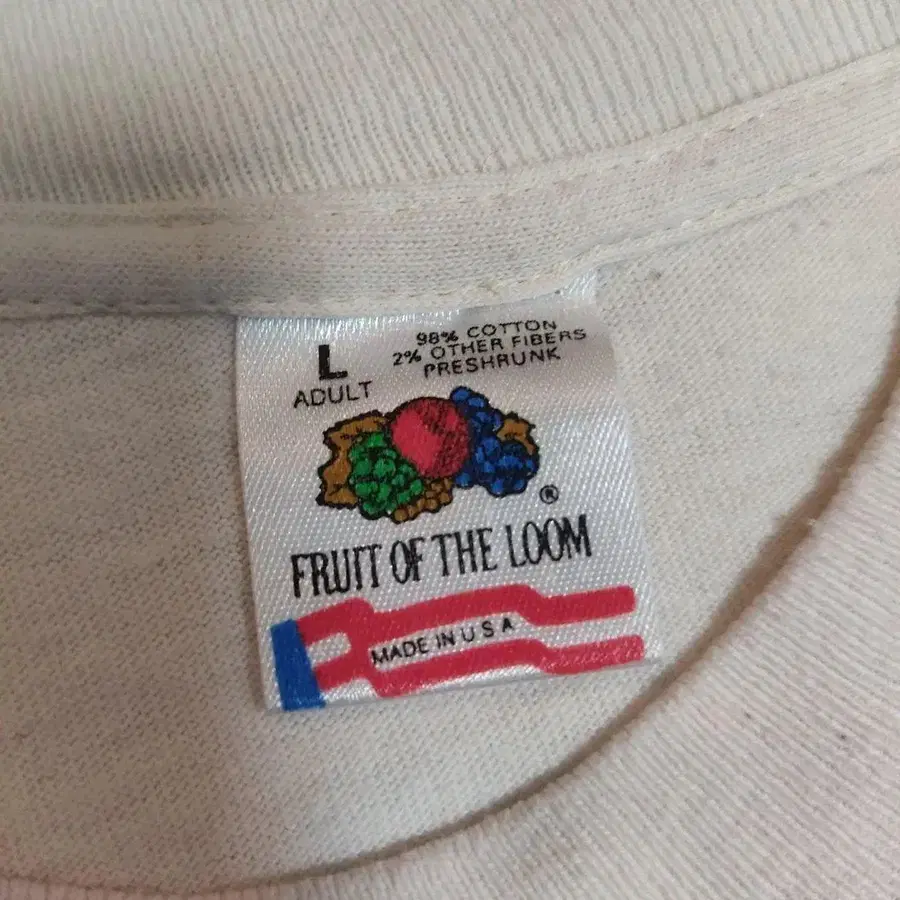 L
ADULT
98% COTTON
2% OTHER FIBERS
PRESHRUNK
®
FRUIT OF THE LOOM
MADE IN U S A